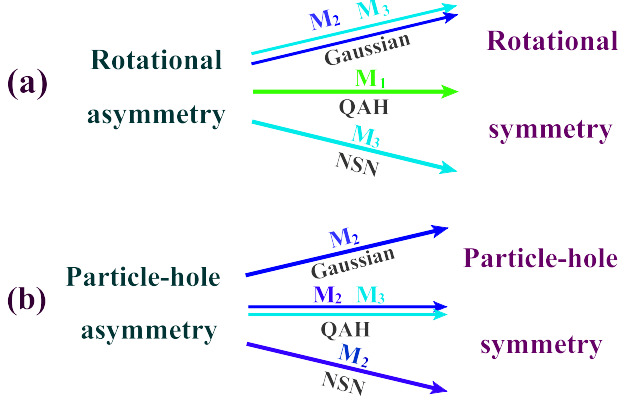 (a)
Rotational
asymmetry
M₂ M₃
Gaussian
M₁
QAH
M₃
NSN
Rotational
symmetry
(b)
Particle-hole
asymmetry
M₂
Gaussian
M₂ M₃
QAH
M₂
NSN
Particle-hole
symmetry